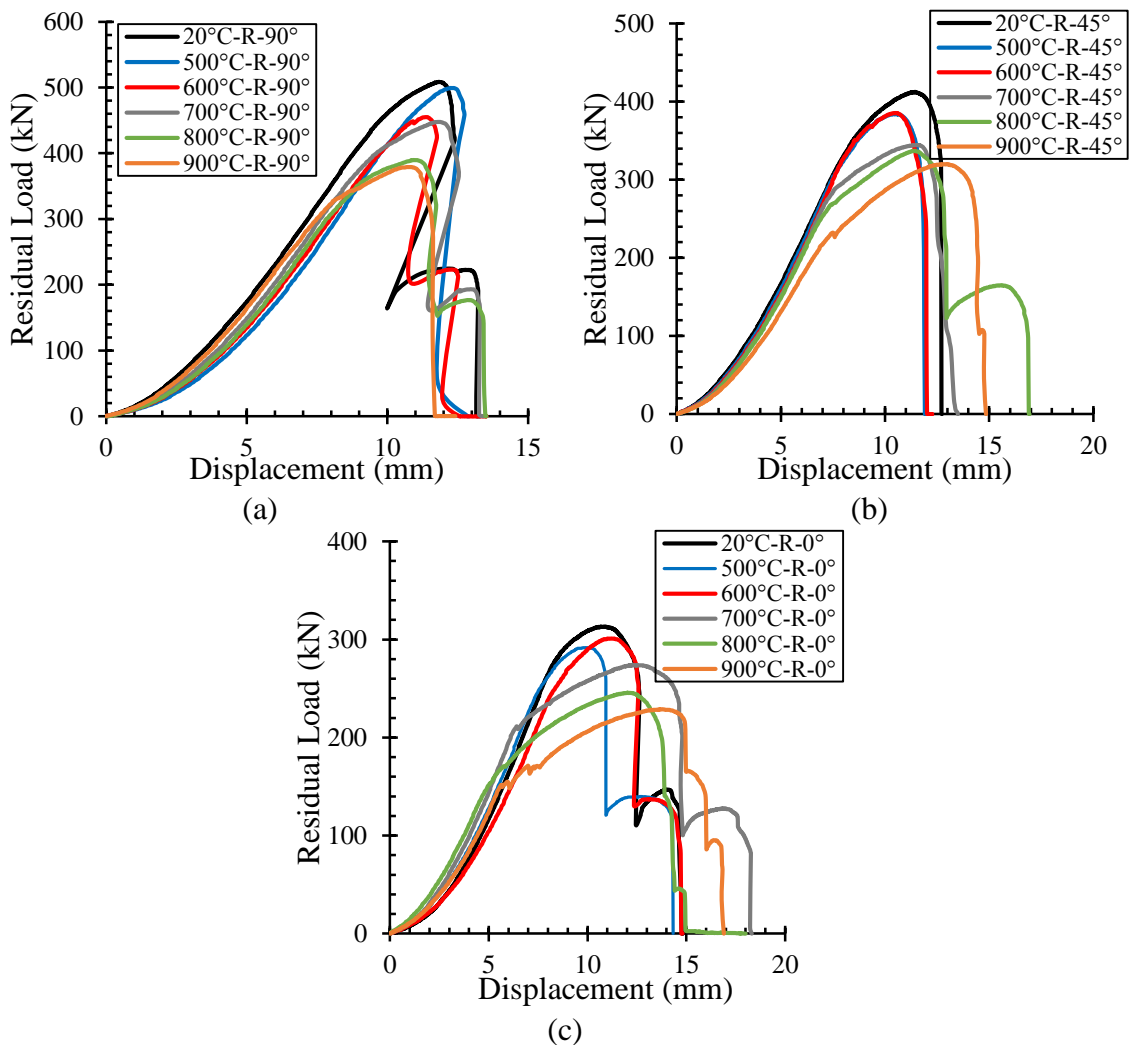 600
500
400
300
200
100
0
Residual Load (kN)
20°C-R-90°
500°C-R-90°
600°C-R-90°
700°C-R-90°
800°C-R-90°
900°C-R-90°
0 5 10 15
Displacement (mm)
(a)
500
400
300
200
100
0
Residual Load (kN)
20°C-R-45°
500°C-R-45°
600°C-R-45°
700°C-R-45°
800°C-R-45°
900°C-R-45°
0 5 10 15 20
Displacement (mm)
(b)
400
300
200
100
0
Residual Load (kN)
20°C-R-0°
500°C-R-0°
600°C-R-0°
700°C-R-0°
800°C-R-0°
900°C-R-0°
0 5 10 15 20
Displacement (mm)
(c)